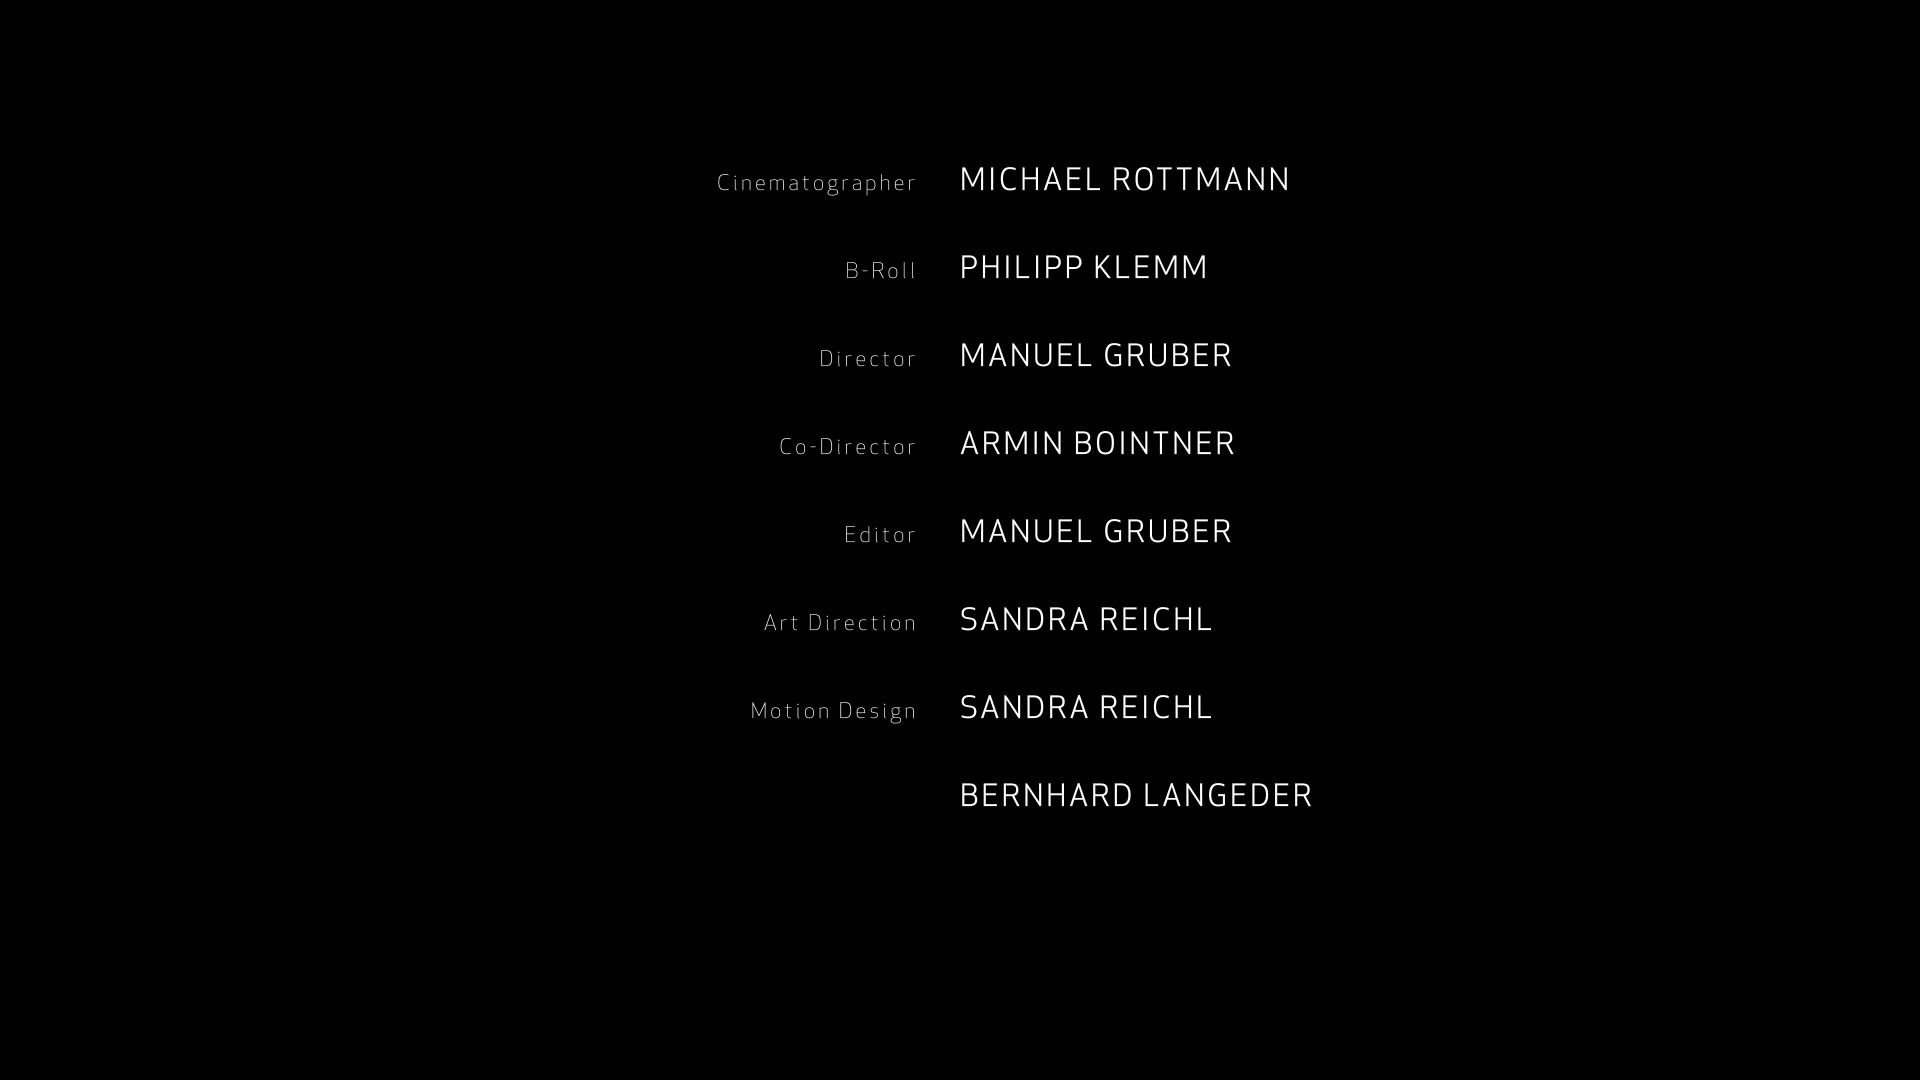 Cinematographer MICHAEL ROTTMANN
B-Roll PHILIPP KLEMM
Director MANUEL GRUBER
Co-Director ARMIN BOINTNER
Editor MANUEL GRUBER
Art Direction SANDRA REICHL
Motion Design SANDRA REICHL
BERNHARD LANGEDER